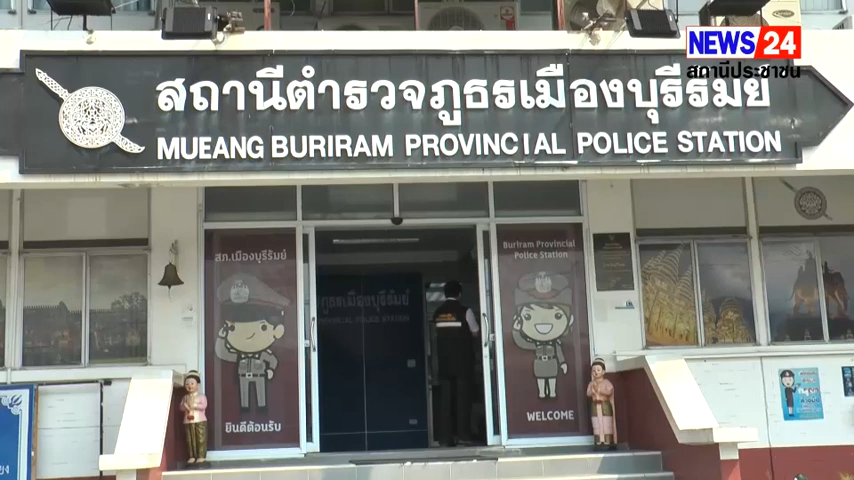 NEWS 24
สถานีประชาชน
สถานีตำรวจภูธรเมืองบุรีรัมย์
MUEANG BURIRAM PROVINCIAL POLICE STATION
สภ.เมืองบุรีรัมย์
ยินดีต้อนรับ
ภูธรเมืองบุรีรัมย์
PROVINCIAL POLICE STATION
Buriram Provincial
Police Station
WELCOME